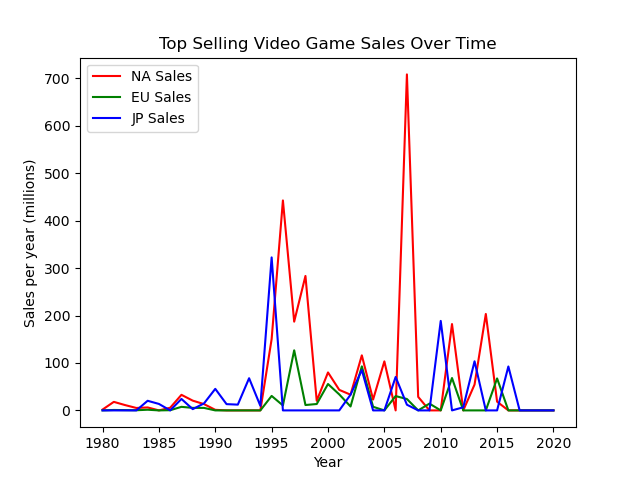 Top Selling Video Game Sales Over Time
NA Sales
EU Sales
JP Sales
Sales per year (millions)
700
600
500
400
300
200
100
0
1980 1985 1990 1995 2000 2005 2010 2015 2020
Year